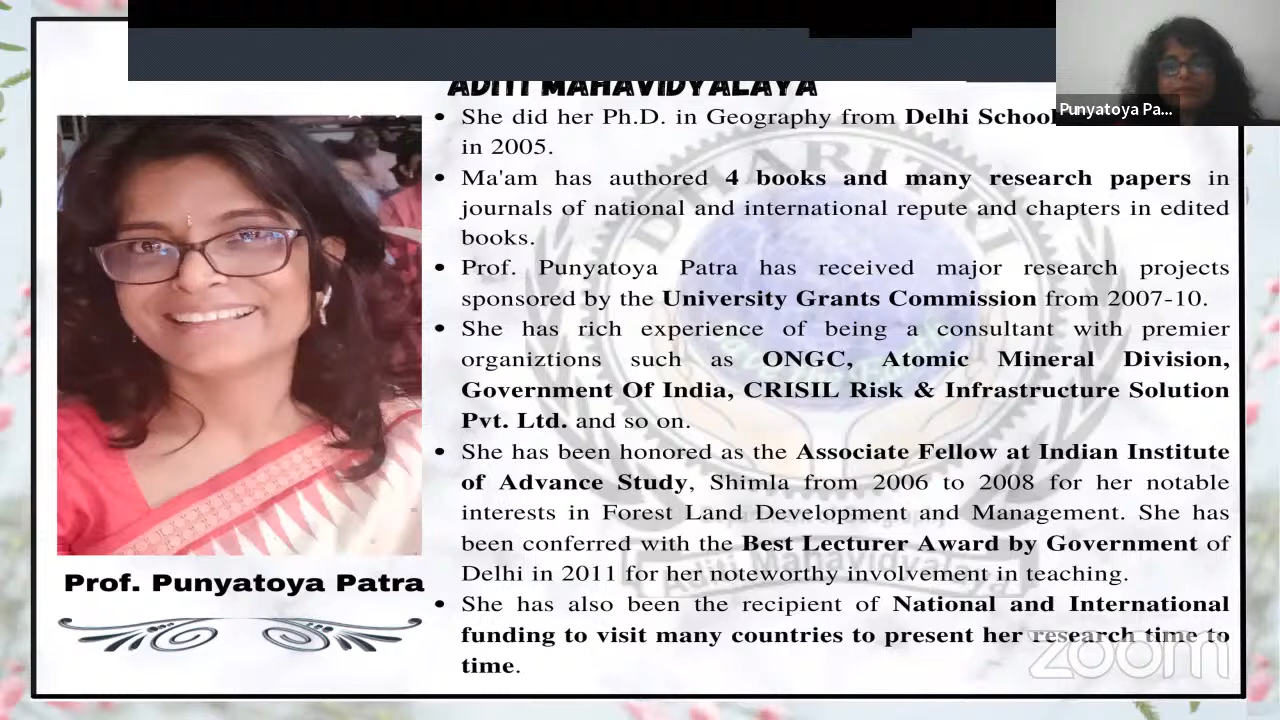 ADITI MAHAVIDYALAYA
Punyatoya Pa...
• She did her Ph.D. in Geography from Delhi School
in 2005.
• Ma'am has authored 4 books and many research papers in
journals of national and international repute and chapters in edited
books.
• Prof. Punyatoya Patra has received major research projects
sponsored by the University Grants Commission from 2007-10.
• She has rich experience of being a consultant with premier
organiztions such as ONGC, Atomic Mineral Division,
Government Of India, CRISIL Risk & Infrastructure Solution
Pvt. Ltd. and so on.
• She has been honored as the Associate Fellow at Indian Institute
of Advance Study, Shimla from 2006 to 2008 for her notable
interests in Forest Land Development and Management. She has
been conferred with the Best Lecturer Award by Government of
Delhi in 2011 for her noteworthy involvement in teaching.
• She has also been the recipient of National and International
funding to visit many countries to present her research time to
time.
Prof. Punyatoya Patra
DHARITRI
Aditi Mahavidyalaya
zoom